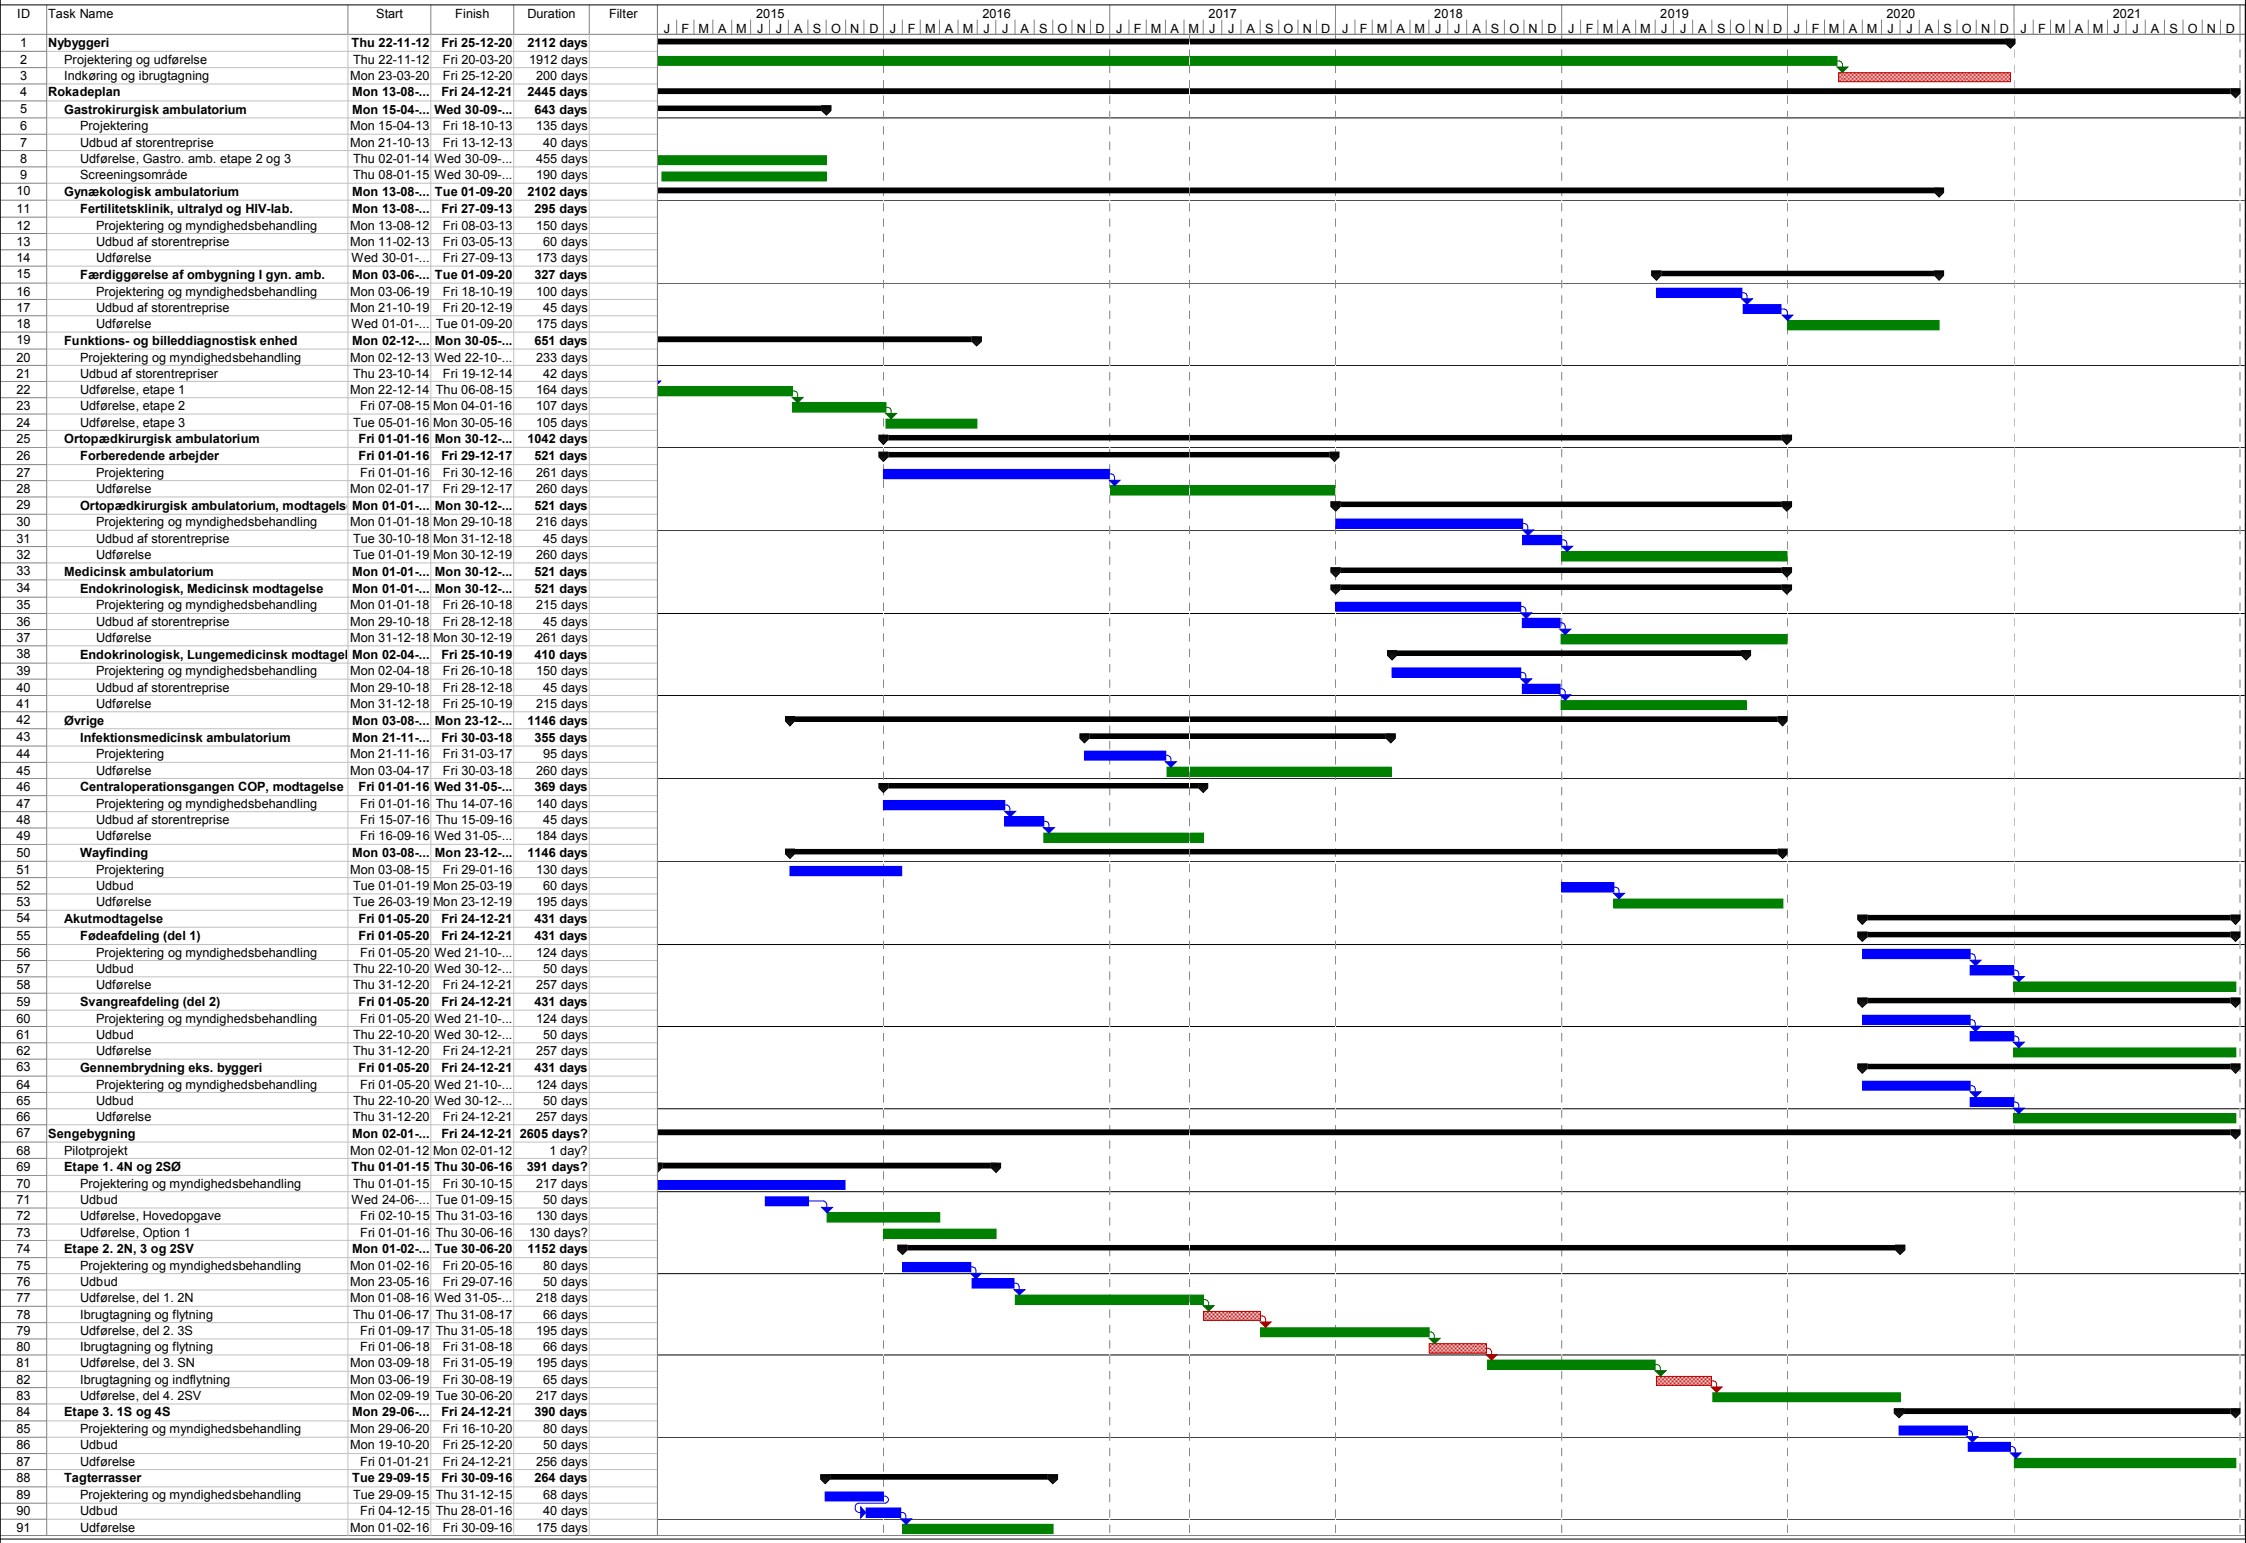 ID Task Name Start Finish Duration Filter 2015 2016 2017 2018 2019 2020 2021
J F M A M J J A S O N D J F M A M J J A S O N D J F M A M J J A S O N D J F M A M J J A S O N D J F M A M J J A S O N D J F M A M J J A S O N D J F M A M J J A S O N D
1 Nybyggeri Thu 22-11-12 Fri 25-12-20 2112 days
2 Projektering og udførelse Thu 22-11-12 Fri 20-03-20 1912 days
3 Indkøring og ibrugtagning Mon 23-03-20 Fri 25-12-20 200 days
4 Rokadeplan Mon 13-08-... Fri 24-12-21 2445 days
5 Gastrokirurgisk ambulatorium Mon 15-04-... Wed 30-09-... 643 days
6 Projektering Mon 15-04-13 Fri 18-10-13 135 days
7 Udbud af storentreprise Mon 21-10-13 Fri 13-12-13 40 days
8 Udførelse, Gastro. amb. etape 2 og 3 Thu 02-01-14 Wed 30-09-... 455 days
9 Screeningsområde Thu 08-01-15 Wed 30-09-... 190 days
10 Gynækologisk ambulatorium Mon 13-08-... Tue 01-09-20 2102 days
11 Fertilitetsklinik, ultralyd og HIV-lab. Mon 13-08-... Fri 27-09-13 295 days
12 Projektering og myndighedsbehandling Mon 13-08-12 Fri 08-03-13 150 days
13 Udbud af storentreprise Mon 11-02-13 Fri 03-05-13 60 days
14 Udførelse Wed 30-01-... Fri 27-09-13 173 days
15 Færdiggørelse af ombygning I gyn. amb. Mon 03-06-... Tue 01-09-20 327 days
16 Projektering og myndighedsbehandling Mon 03-06-19 Fri 18-10-19 100 days
17 Udbud af storentreprise Mon 21-10-19 Fri 20-12-19 45 days
18 Udførelse Wed 01-01-... Tue 01-09-20 175 days
19 Funktions- og billeddiagnostisk enhed Mon 02-12-... Mon 30-05-... 651 days
20 Projektering og myndighedsbehandling Mon 02-12-13 Wed 22-10-... 233 days
21 Udbud af storentrepriser Thu 23-10-14 Fri 19-12-14 42 days
22 Udførelse, etape 1 Mon 22-12-14 Thu 06-08-15 164 days
23 Udførelse, etape 2 Fri 07-08-15 Mon 04-01-16 107 days
24 Udførelse, etape 3 Tue 05-01-16 Mon 30-05-16 105 days
25 Ortopædkirurgisk ambulatorium Fri 01-01-16 Mon 30-12-... 1042 days
26 Forberedende arbejder Fri 01-01-16 Fri 29-12-17 521 days
27 Projektering Fri 01-01-16 Fri 30-12-16 261 days
28 Udførelse Mon 02-01-17 Fri 29-12-17 260 days
29 Ortopædkirurgisk ambulatorium, modtagels Mon 01-01-... Mon 30-12-... 521 days
30 Projektering og myndighedsbehandling Mon 01-01-18 Mon 29-10-18 216 days
31 Udbud af storentreprise Tue 30-10-18 Mon 31-12-18 45 days
32 Udførelse Tue 01-01-19 Mon 30-12-19 260 days
33 Medicinsk ambulatorium Mon 01-01-... Mon 30-12-... 521 days
34 Endokrinologisk, Medicinsk modtagelse Mon 01-01-... Mon 30-12-... 521 days
35 Projektering og myndighedsbehandling Mon 01-01-18 Fri 26-10-18 215 days
36 Udbud af storentreprise Mon 29-10-18 Fri 28-12-18 45 days
37 Udførelse Mon 31-12-18 Mon 30-12-19 261 days
38 Endokrinologisk, Lungemedicinsk modtagel Mon 02-04-... Fri 25-10-19 410 days
39 Projektering og myndighedsbehandling Mon 02-04-18 Fri 26-10-18 150 days
40 Udbud af storentreprise Mon 29-10-18 Fri 28-12-18 45 days
41 Udførelse Mon 31-12-18 Fri 25-10-19 215 days
42 Øvrige Mon 03-08-... Mon 23-12-... 1146 days
43 Infektionsmedicinsk ambulatorium Mon 21-11-... Fri 30-03-18 355 days
44 Projektering Mon 21-11-16 Fri 31-03-17 95 days
45 Udførelse Mon 03-04-17 Fri 30-03-18 260 days
46 Centraloperationsgangen COP, modtagelse Fri 01-01-16 Wed 31-05-... 369 days
47 Projektering og myndighedsbehandling Fri 01-01-16 Thu 14-07-16 140 days
48 Udbud af storentreprise Fri 15-07-16 Thu 15-09-16 45 days
49 Udførelse Fri 16-09-16 Wed 31-05-... 184 days
50 Wayfinding Mon 03-08-... Mon 23-12-... 1146 days
51 Projektering Mon 03-08-15 Fri 29-01-16 130 days
52 Udbud Tue 01-01-19 Mon 25-03-19 60 days
53 Udførelse Tue 26-03-19 Mon 23-12-19 195 days
54 Akutmodtagelse Fri 01-05-20 Fri 24-12-21 431 days
55 Fødeafdeling (del 1) Fri 01-05-20 Fri 24-12-21 431 days
56 Projektering og myndighedsbehandling Fri 01-05-20 Wed 21-10-... 124 days
57 Udbud Thu 22-10-20 Wed 30-12-... 50 days
58 Udførelse Thu 31-12-20 Fri 24-12-21 257 days
59 Svangreafdeling (del 2) Fri 01-05-20 Fri 24-12-21 431 days
60 Projektering og myndighedsbehandling Fri 01-05-20 Wed 21-10-... 124 days
61 Udbud Thu 22-10-20 Wed 30-12-... 50 days
62 Udførelse Thu 31-12-20 Fri 24-12-21 257 days
63 Gennembrydning eks. byggeri Fri 01-05-20 Fri 24-12-21 431 days
64 Projektering og myndighedsbehandling Fri 01-05-20 Wed 21-10-... 124 days
65 Udbud Thu 22-10-20 Wed 30-12-... 50 days
66 Udførelse Thu 31-12-20 Fri 24-12-21 257 days
67 Sengebygning Mon 02-01-... Fri 24-12-21 2605 days?
68 Pilotprojekt Mon 02-01-12 Mon 02-01-12 1 day?
69 Etape 1. 4N og 2SØ Thu 01-01-15 Thu 30-06-16 391 days?
70 Projektering og myndighedsbehandling Thu 01-01-15 Fri 30-10-15 217 days
71 Udbud Wed 24-06-... Tue 01-09-15 50 days
72 Udførelse, Hovedopgave Fri 02-10-15 Thu 31-03-16 130 days
73 Udførelse, Option 1 Fri 01-01-16 Thu 30-06-16 130 days?
74 Etape 2. 2N, 3 og 2SV Mon 01-02-... Tue 30-06-20 1152 days
75 Projektering og myndighedsbehandling Mon 01-02-16 Fri 20-05-16 80 days
76 Udbud Mon 23-05-16 Fri 29-07-16 50 days
77 Udførelse, del 1. 2N Mon 01-08-16 Wed 31-05-... 218 days
78 Ibrugtagning og flytning Thu 01-06-17 Thu 31-08-17 66 days
79 Udførelse, del 2. 3S Fri 01-09-17 Thu 31-05-18 195 days
80 Ibrugtagning og flytning Fri 01-06-18 Fri 31-08-18 66 days
81 Udførelse, del 3. SN Mon 03-09-18 Fri 31-05-19 195 days
82 Ibrugtagning og indflytning Mon 03-06-19 Fri 30-08-19 65 days
83 Udførelse, del 4. 2SV Mon 02-09-19 Tue 30-06-20 217 days
84 Etape 3. 1S og 4S Mon 29-06-... Fri 24-12-21 390 days
85 Projektering og myndighedsbehandling Mon 29-06-20 Fri 16-10-20 80 days
86 Udbud Mon 19-10-20 Fri 25-12-20 50 days
87 Udførelse Fri 01-01-21 Fri 24-12-21 256 days
88 Tagterrasser Tue 29-09-15 Fri 30-09-16 264 days
89 Projektering og myndighedsbehandling Tue 29-09-15 Thu 31-12-15 68 days
90 Udbud Fri 04-12-15 Thu 28-01-16 40 days
91 Udførelse Mon 01-02-16 Fri 30-09-16 175 days